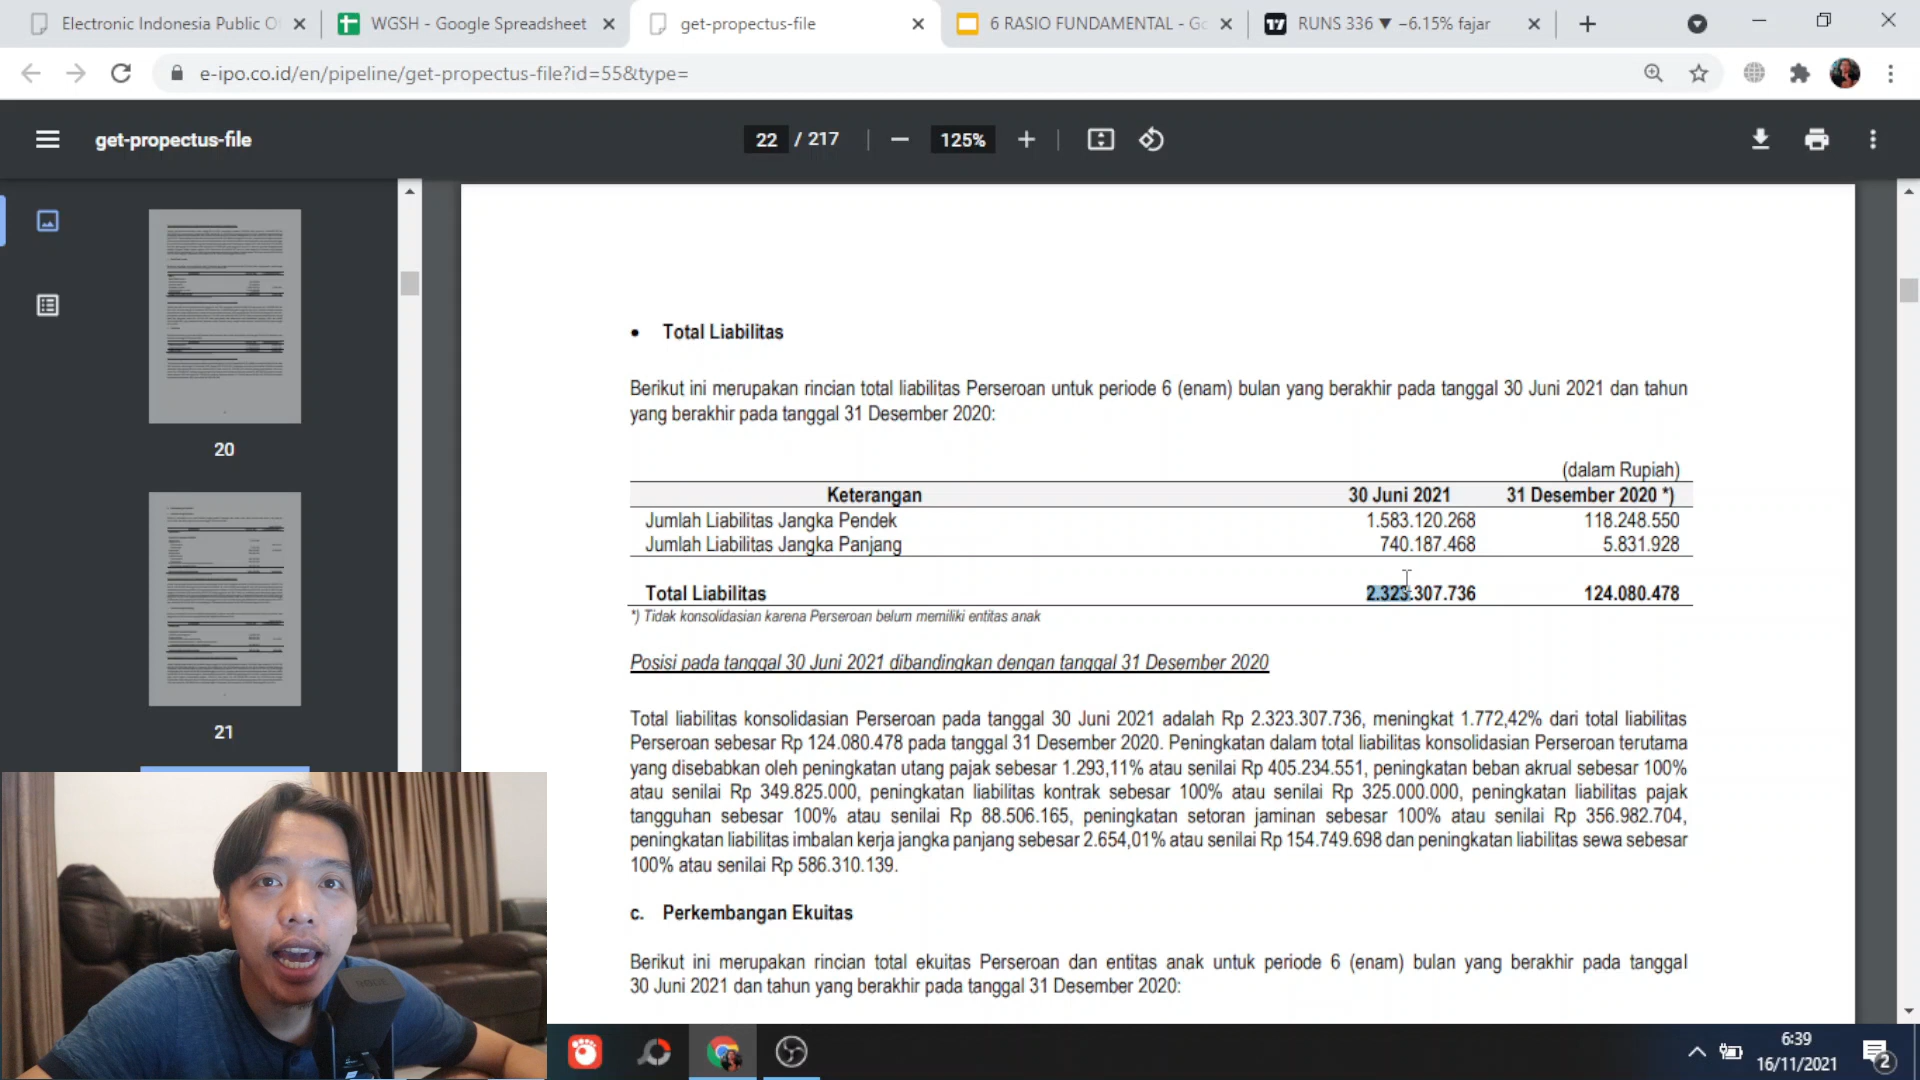 Electronic Indonesia Public O
WGSH - Google Spreadsheet
get-propectus-file
6 RASIO FUNDAMENTAL - Go
RUNS 336 ▼ −6.15% fajar
e-ipo.co.id/en/pipeline/get-propectus-file?id=55&type=
get-propectus-file
22 / 217
125%
20
21
• Total Liabilitas
Berikut ini merupakan rincian total liabilitas Perseroan untuk periode 6 (enam) bulan yang berakhir pada tanggal 30 Juni 2021 dan tahun
yang berakhir pada tanggal 31 Desember 2020:
(dalam Rupiah)
Keterangan 30 Juni 2021 31 Desember 2020 *)
Jumlah Liabilitas Jangka Pendek 1.583.120.268 118.248.550
Jumlah Liabilitas Jangka Panjang 740.187.468 5.831.928
Total Liabilitas 2.323.307.736 124.080.478
*) Tidak konsolidasian karena Perseroan belum memiliki entitas anak
Posisi pada tanggal 30 Juni 2021 dibandingkan dengan tanggal 31 Desember 2020
Total liabilitas konsolidasian Perseroan pada tanggal 30 Juni 2021 adalah Rp 2.323.307.736, meningkat 1.772,42% dari total liabilitas
Perseroan sebesar Rp 124.080.478 pada tanggal 31 Desember 2020. Peningkatan dalam total liabilitas konsolidasian Perseroan terutama
yang disebabkan oleh peningkatan utang pajak sebesar 1.293,11% atau senilai Rp 405.234.551, peningkatan beban akrual sebesar 100%
atau senilai Rp 349.825.000, peningkatan liabilitas kontrak sebesar 100% atau senilai Rp 325.000.000, peningkatan liabilitas pajak
tangguhan sebesar 100% atau senilai Rp 88.506.165, peningkatan setoran jaminan sebesar 100% atau senilai Rp 356.982.704,
peningkatan liabilitas imbalan kerja jangka panjang sebesar 2.654,01% atau senilai Rp 154.749.698 dan peningkatan liabilitas sewa sebesar
100% atau senilai Rp 586.310.139.
c. Perkembangan Ekuitas
Berikut ini merupakan rincian total ekuitas Perseroan dan entitas anak untuk periode 6 (enam) bulan yang berakhir pada tanggal
30 Juni 2021 dan tahun yang berakhir pada tanggal 31 Desember 2020:
6:39
16/11/2021
2